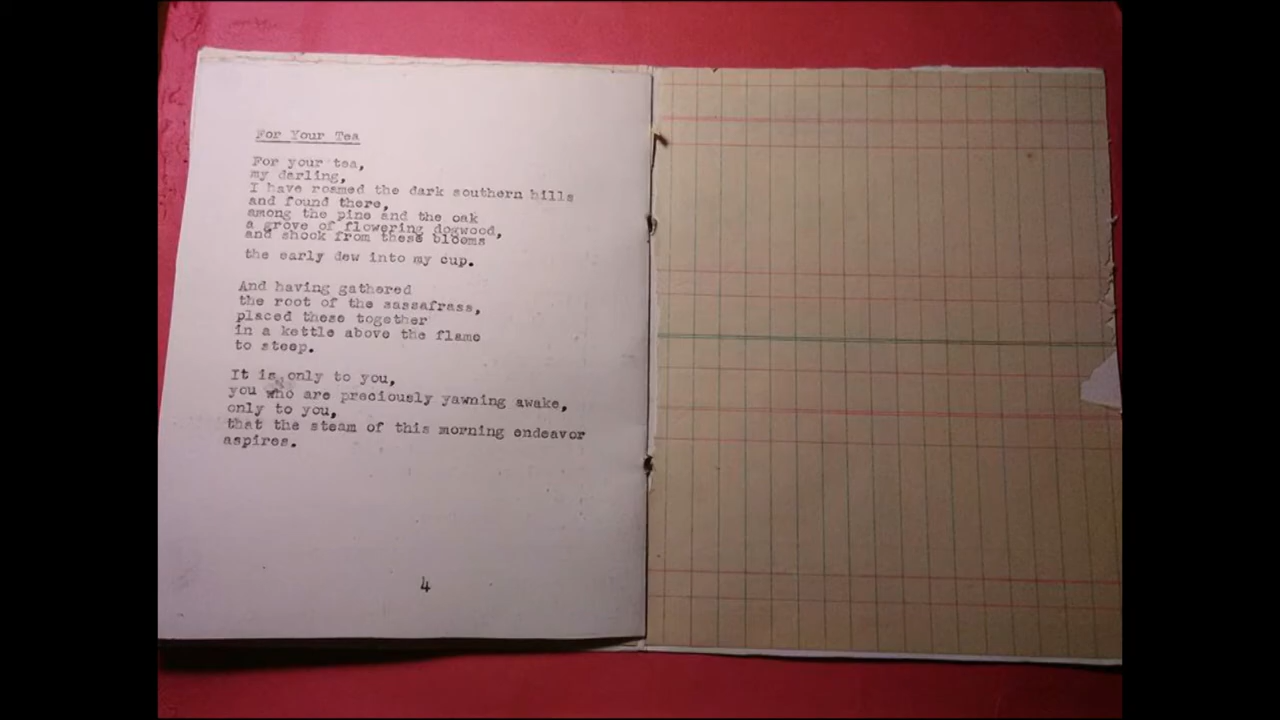 For Your Tea
For your tea,
my darling,
I have roamed the dark southern hills
and found there,
among the pine and the oak
a grove of flowering dogwood,
and shook from these blooms
the early dew into my cup.
And having gathered
the root of the sassafrass,
placed these together
in a kettle above the flame
to steep.
It is only to you,
you who are preciously yawning awake,
only to you,
that the steam of this morning endeavor
aspires.
4